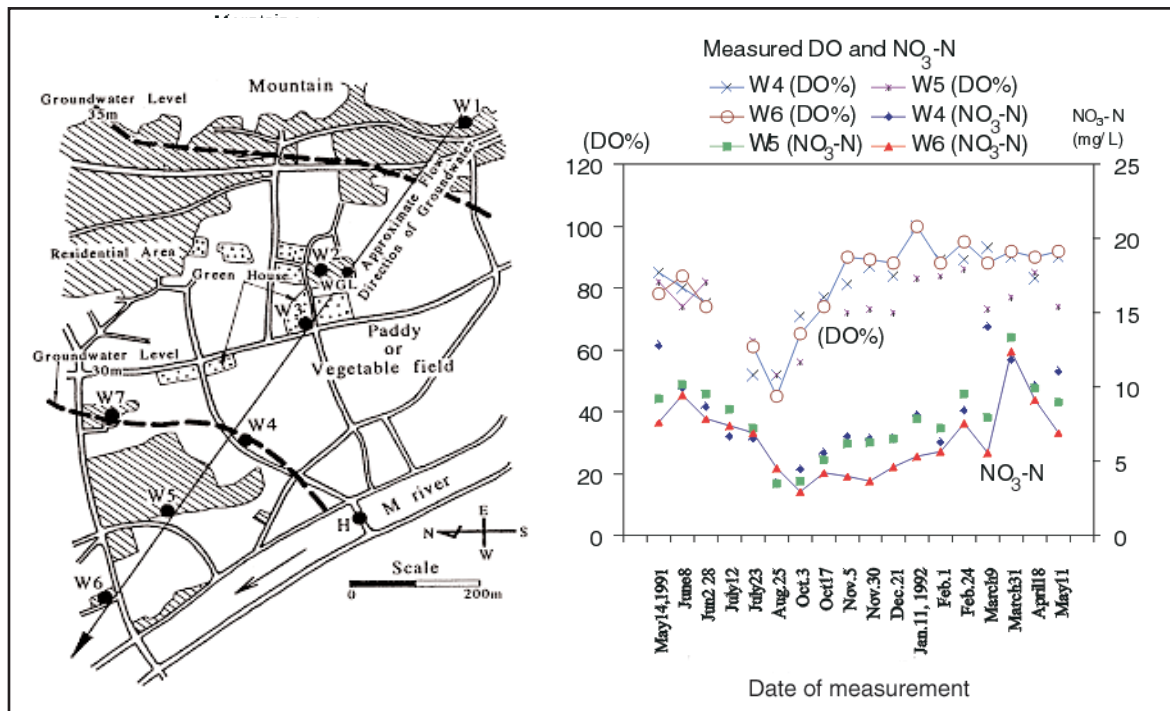 Mountain
Groundwater Level
35m
W1
Approximate Flow
Direction of Groundwater
Residential Area
Green House
W2
WGL
W3
Paddy
or
Vegetable field
Groundwater Level
30m
W7
W4
W5
H
M river
E
N S
W
W6
Scale
0 200m
Measured DO and NO3-N
W4 (DO%) W5 (DO%)
W6 (DO%) W4 (NO3-N)
W5 (NO3-N) W6 (NO3-N)
(DO%)
NO3-N
(mg/L)
120
100
80
60
40
20
0
25
20
15
10
5
0
(DO%)
NO3-N
May14,1991
June8
Jun2 28
July12
July23
Aug.25
Oct.3
Oct17
Nov.5
Nov.30
Dec.21
Jan.11, 1992
Feb.1
Feb.24
March9
March31
April18
May11
Date of measurement